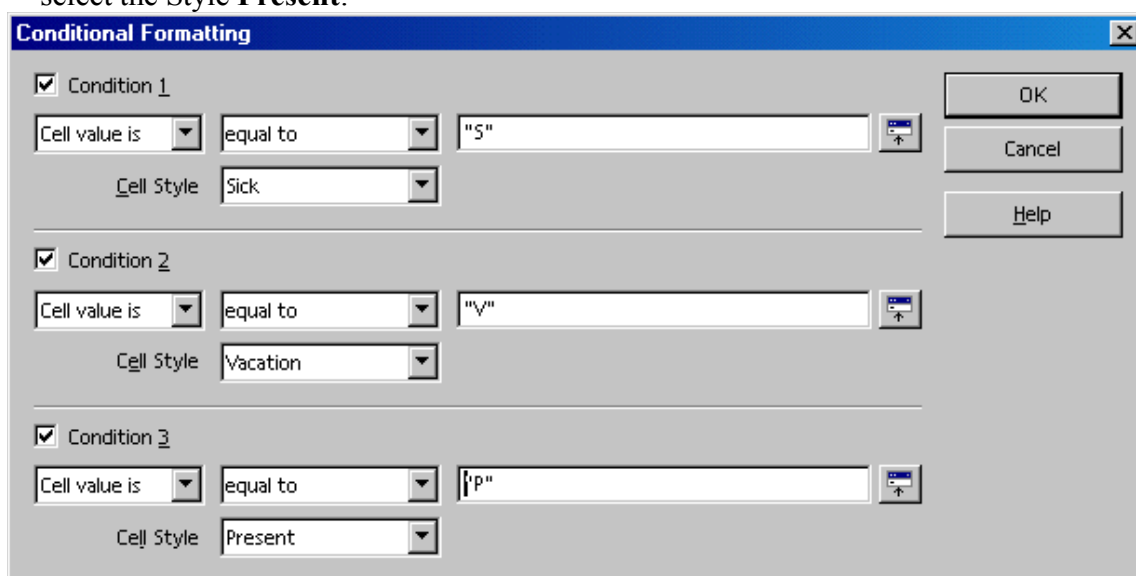 select the Style Present.
Conditional Formatting
Condition 1
OK
Cell value is equal to "S"
Cancel
Cell Style Sick
Help
Condition 2
Cell value is equal to "V"
Cell Style Vacation
Condition 3
Cell value is equal to "P"
Cell Style Present